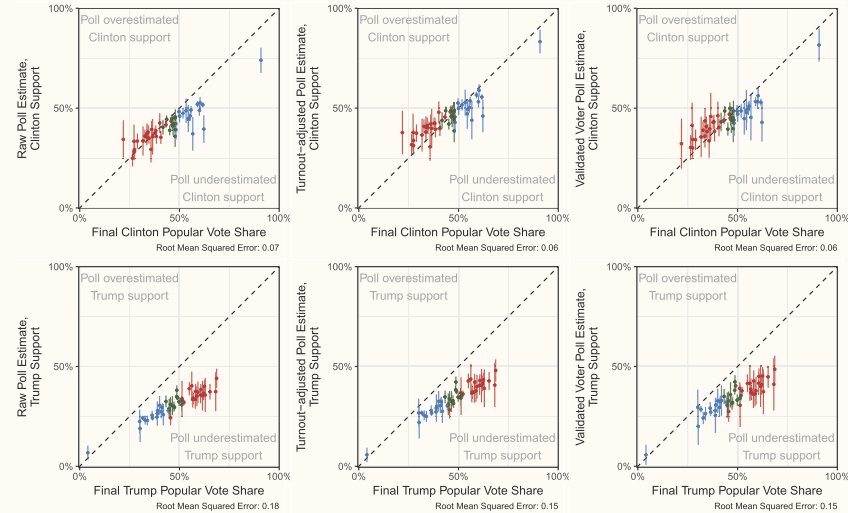 100%
50%
0%
Raw Poll Estimate,
Clinton Support
Poll overestimated
Clinton support
Poll underestimated
Clinton support
0%
50%
100%
Final Clinton Popular Vote Share
Root Mean Squared Error: 0.07
100%
50%
0%
Turnout−adjusted Poll Estimate,
Clinton Support
Poll overestimated
Clinton support
Poll underestimated
Clinton support
0%
50%
100%
Final Clinton Popular Vote Share
Root Mean Squared Error: 0.06
100%
50%
0%
Validated Voter Poll Estimate,
Clinton Support
Poll overestimated
Clinton support
Poll underestimated
Clinton support
0%
50%
100%
Final Clinton Popular Vote Share
Root Mean Squared Error: 0.06
100%
50%
0%
Raw Poll Estimate,
Trump Support
Poll overestimated
Trump support
Poll underestimated
Trump support
0%
50%
100%
Final Trump Popular Vote Share
Root Mean Squared Error: 0.18
100%
50%
0%
Turnout−adjusted Poll Estimate,
Trump Support
Poll overestimated
Trump support
Poll underestimated
Trump support
0%
50%
100%
Final Trump Popular Vote Share
Root Mean Squared Error: 0.15
100%
50%
0%
Validated Voter Poll Estimate,
Trump Support
Poll overestimated
Trump support
Poll underestimated
Trump support
0%
50%
100%
Final Trump Popular Vote Share
Root Mean Squared Error: 0.15